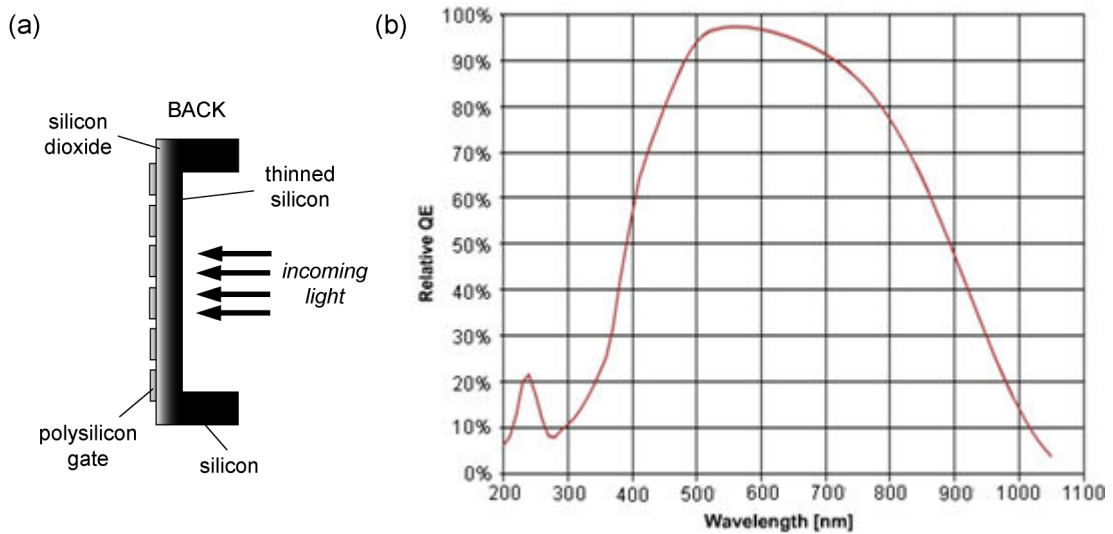 (a)
BACK
silicon
dioxide
thinned
silicon
incoming
light
polysilicon
gate
silicon
(b)
100%
90%
80%
70%
60%
50%
40%
30%
20%
10%
0%
Relative QE
200 300 400 500 600 700 800 900 1000 1100
Wavelength [nm]